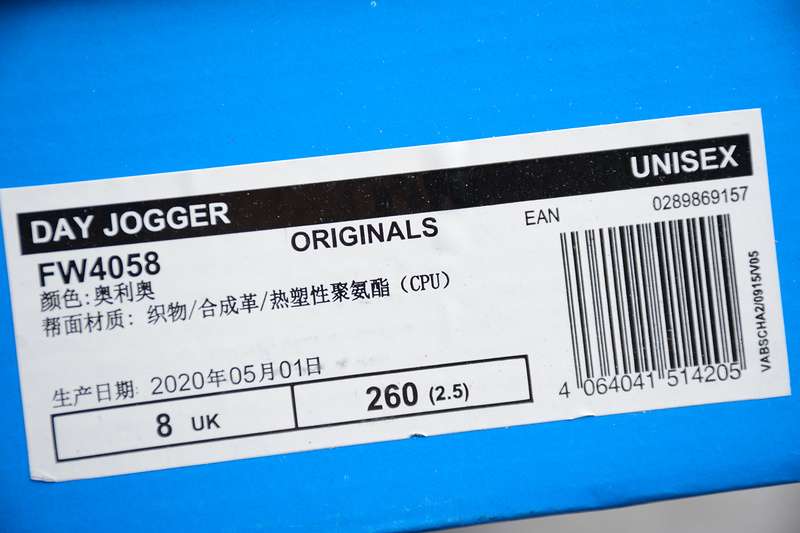 DAY JOGGER UNISEX
ORIGINALS EAN 0289869157
FW4058
颜色:奥利奥
帮面材质: 织物/合成革/热塑性聚氨酯(CPU)
生产日期: 2020年05月01日
8 UK 260 (2.5)
4 064041 514205
VABSCHA2/0915/V05